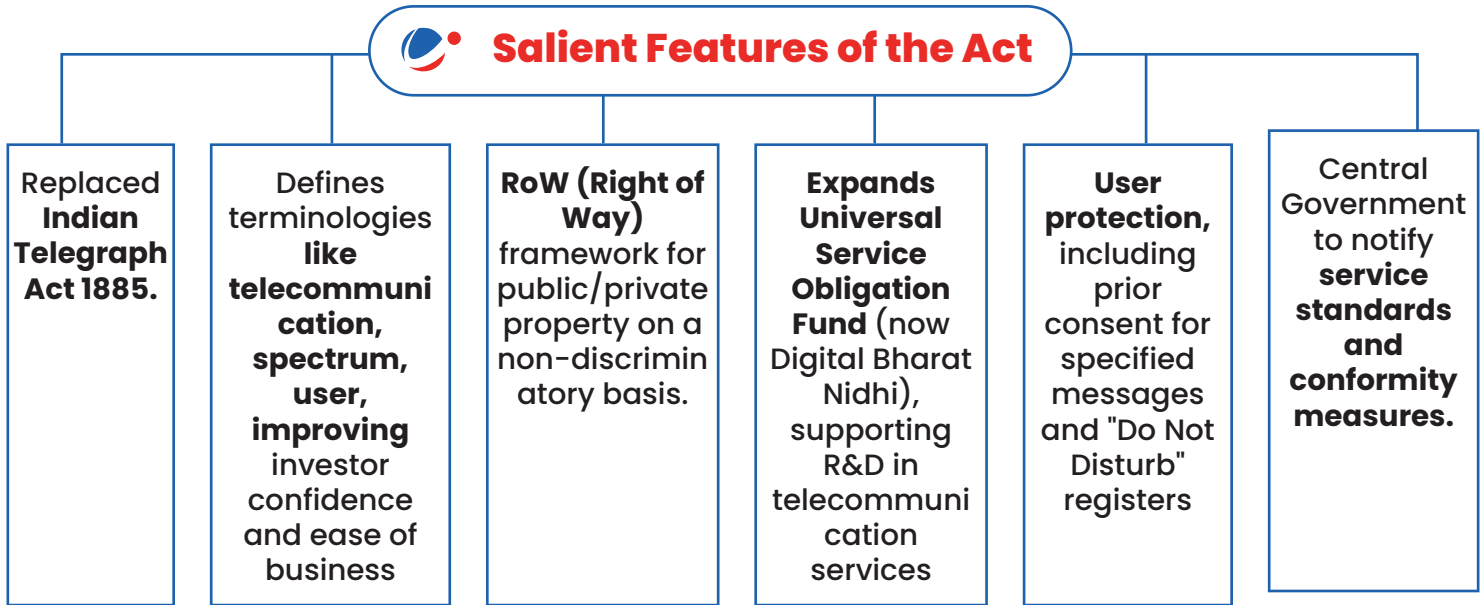 Salient Features of the Act
Replaced
Indian
Telegraph
Act 1885.
Defines
terminologies
like
telecommuni
cation,
spectrum,
user,
improving
investor
confidence
and ease of
business
RoW (Right of
Way)
framework for
public/private
property on a
non-discrimin
atory basis.
Expands
Universal
Service
Obligation
Fund (now
Digital Bharat
Nidhi),
supporting
R&D in
telecommuni
cation
services
User
protection,
including
prior
consent for
specified
messages
and "Do Not
Disturb"
registers
Central
Government
to notify
service
standards
and
conformity
measures.